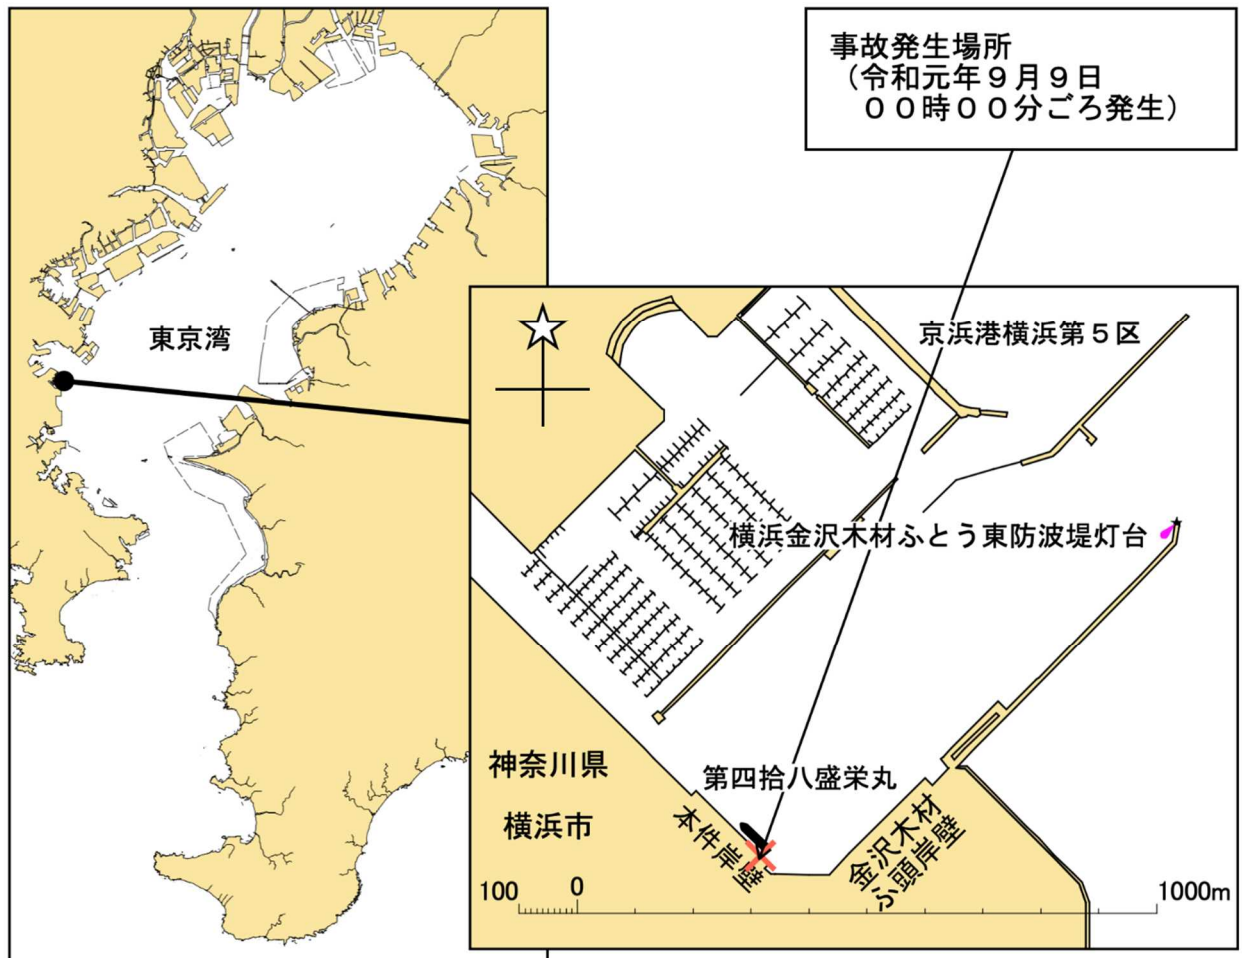 事故発生場所
（令和元年９月９日
００時００分ごろ発生）
東京湾
京浜港横浜第５区
横浜金沢木材ふとう東防波堤灯台
神奈川県
横浜市
第四拾八盛栄丸
本件岸壁
金沢木材
ふ頭岸壁
100 0 1000m